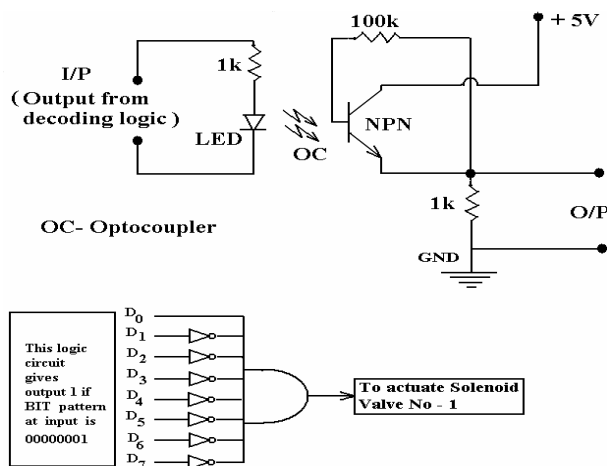 100k
+ 5V
1k
I/P
( Output from
decoding logic )
LED
OC
NPN
1k
O/P
OC- Optocoupler
GND
This logic
circuit
gives
output 1 if
BIT pattern
at input is
00000001
D0
D1
D2
D3
D4
D5
D6
D7
To actuate Solenoid
Valve No - 1